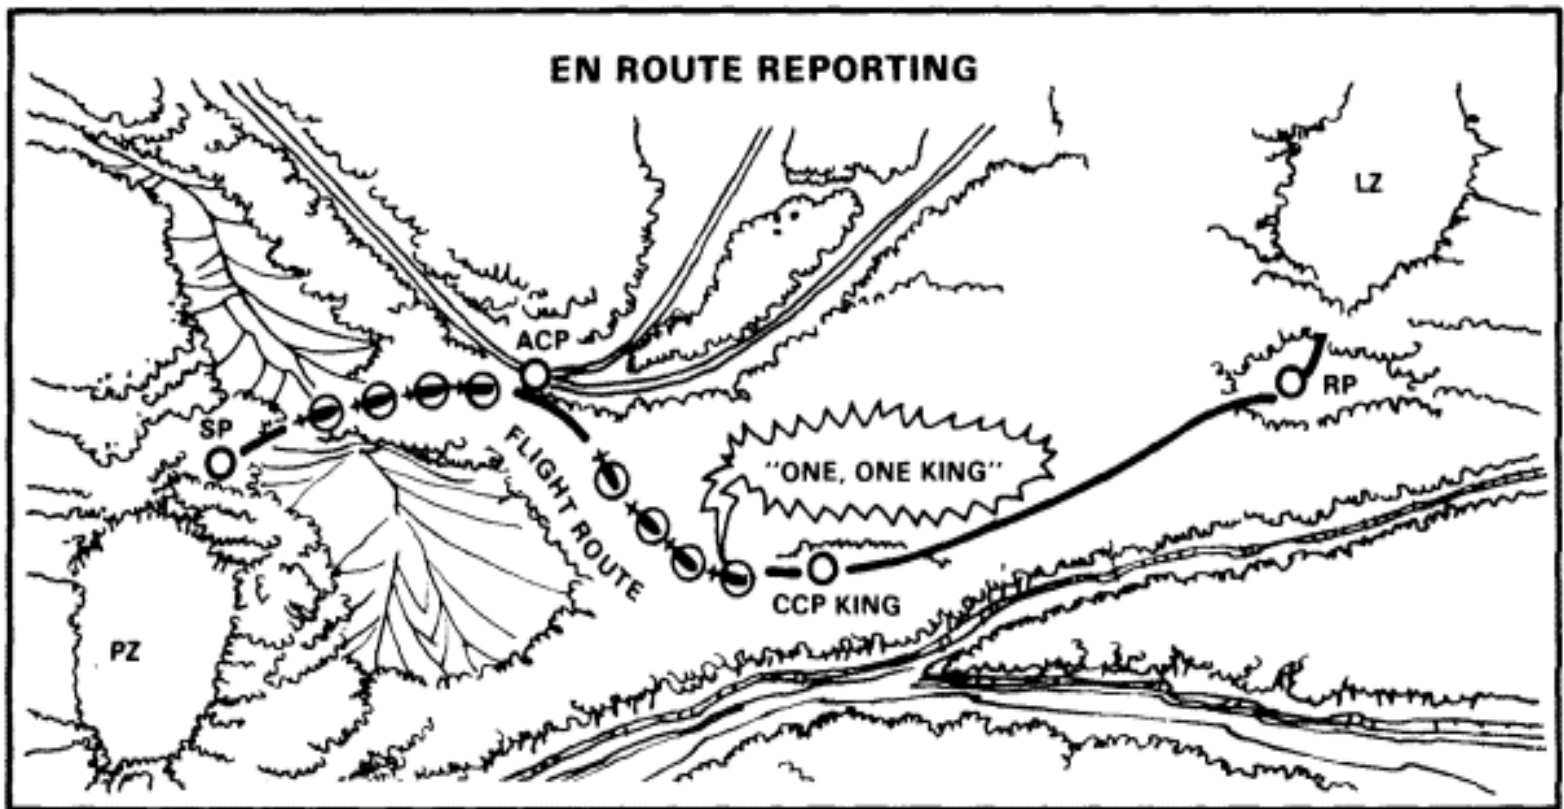 EN ROUTE REPORTING
LZ
ACP
RP
SP
FLIGHT ROUTE
"ONE, ONE KING"
CCP KING
PZ